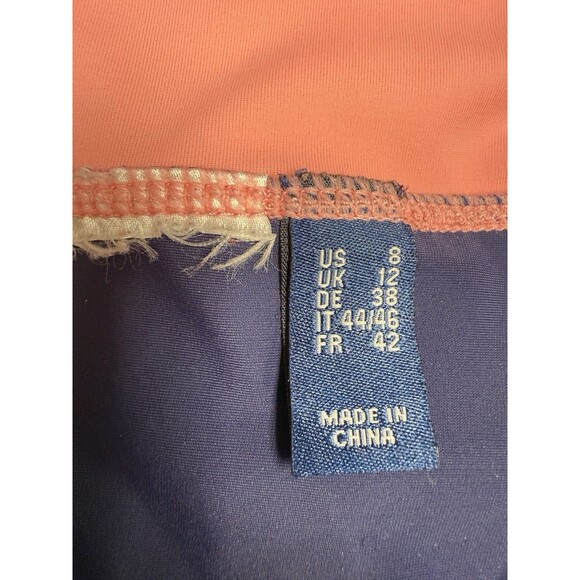 US 8
UK 12
DE 38
IT 44/46
FR 42
MADE IN
CHINA